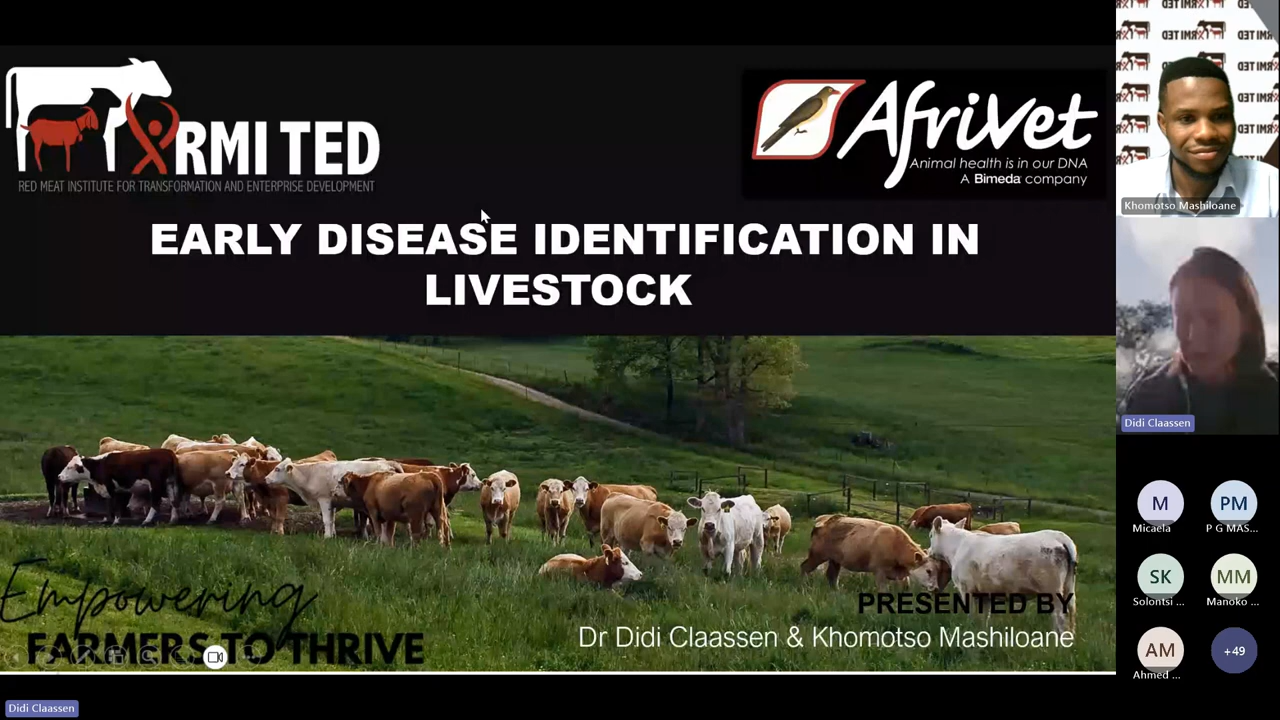 RMI TED
RED MEAT INSTITUTE FOR TRANSFORMATION AND ENTERPRISE DEVELOPMENT
AfriVet
Animal health is in our DNA
A Bimeda company
EARLY DISEASE IDENTIFICATION IN
LIVESTOCK
Empowering
FARMERS TO THRIVE
PRESENTED BY
Dr Didi Claassen & Khomotso Mashiloane
Didi Claassen
RMI TED
Khomotso Mashiloane
Didi Claassen
M
Micaela
PM
P G MAS...
SK
Solontsi ...
MM
Manoko ...
AM
Ahmed ...
+49